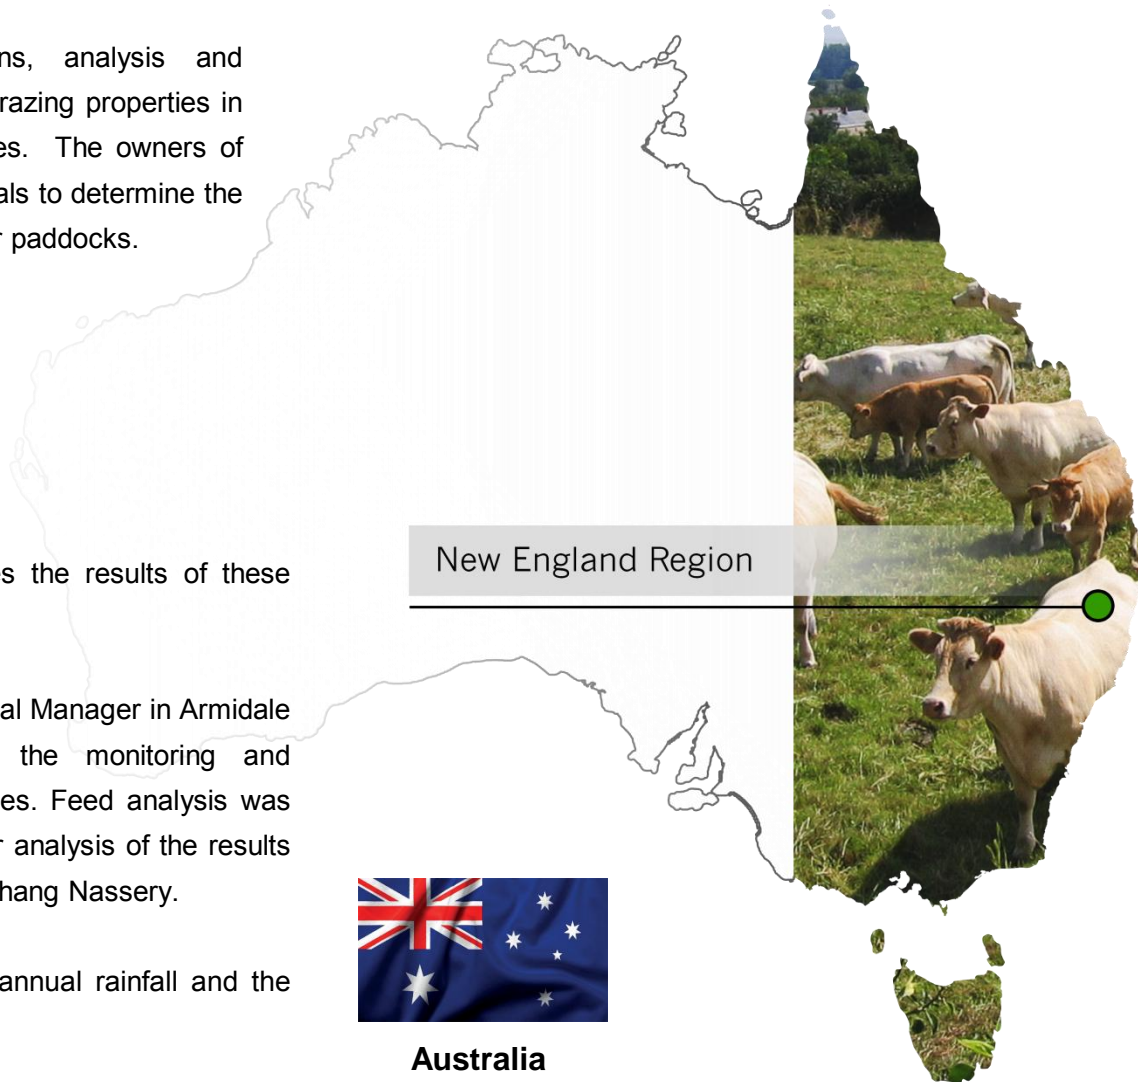 ns, analysis and
razing properties in
es. The owners of
als to determine the
r paddocks.
es the results of these
New England Region
al Manager in Armidale
the monitoring and
es. Feed analysis was
r analysis of the results
hang Nassery.
annual rainfall and the
Australia